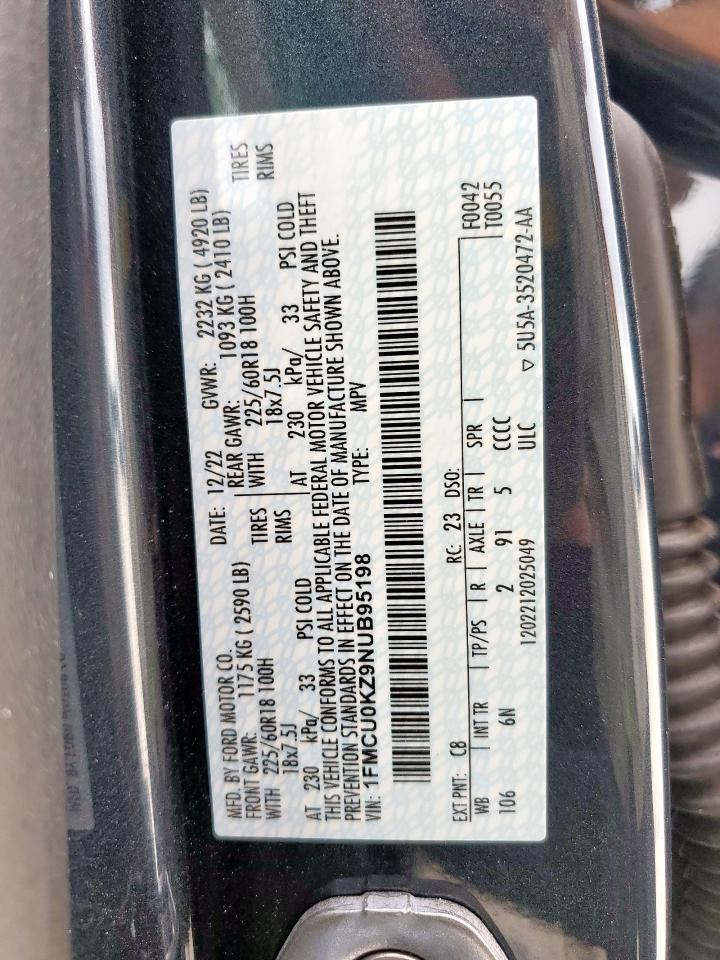 MFD. BY FORD MOTOR CO.
DATE: 12/22 GVWR: 2232 KG ( 4920 LB)
FRONT GAWR: 1175 KG ( 2590 LB) REAR GAWR: 1093 KG ( 2410 LB)
WITH 225/60R18 100H TIRES WITH 225/60R18 100H TIRES
18x7.5J RIMS 18x7.5J RIMS
AT 230 kPa/ 33 PSI COLD AT 230 kPa/ 33 PSI COLD
THIS VEHICLE CONFORMS TO ALL APPLICABLE FEDERAL MOTOR VEHICLE SAFETY AND THEFT
PREVENTION STANDARDS IN EFFECT ON THE DATE OF MANUFACTURE SHOWN ABOVE.
VIN: 1FMCU0KZ9NUB95198 TYPE: MPV
EXT PNT: C8 RC: 23 DSO: F0042
WB INT TR TP/PS R AXLE TR SPR T0055
106 6N 2 91 5 CCCC
1202212025049 ULC ▽ 5U5A-3520472-AA